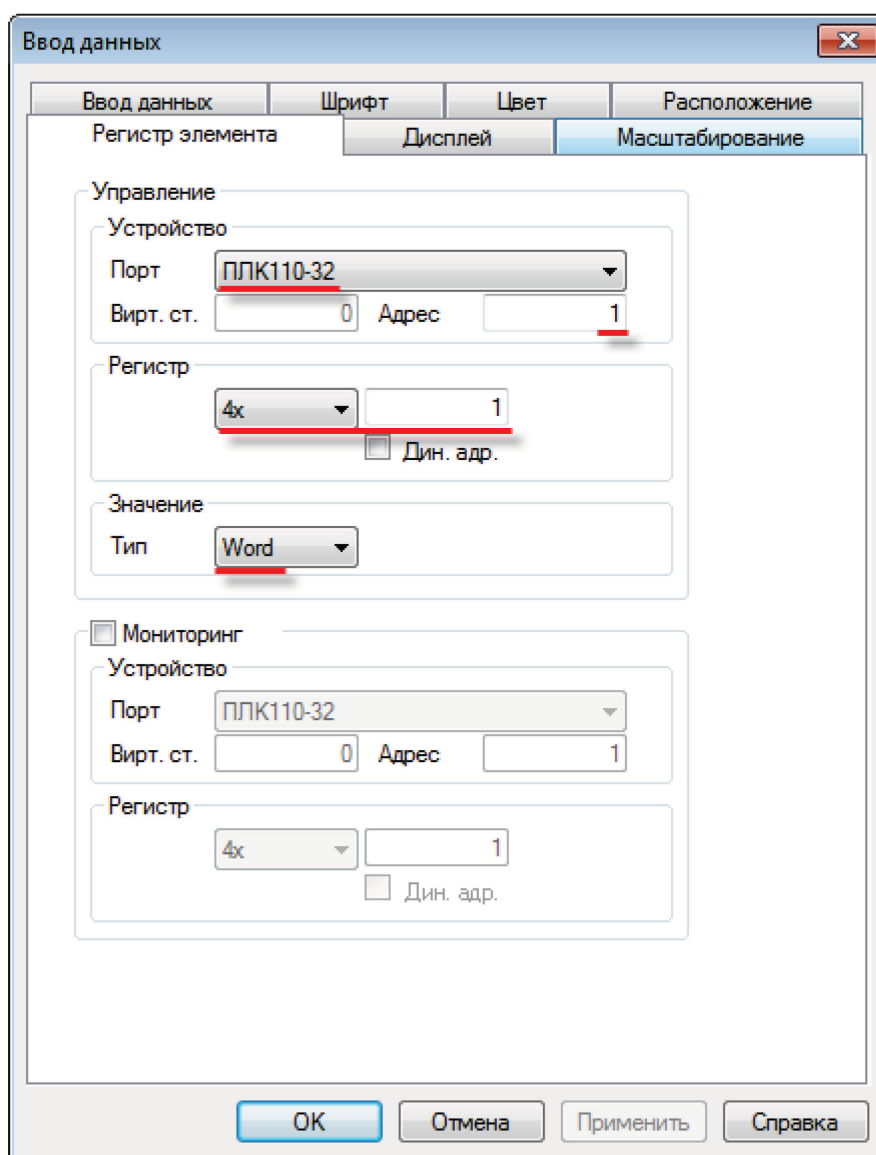 Ввод данных
Ввод данных Шрифт Цвет Расположение
Регистр элемента Дисплей Масштабирование
Управление
Устройство
Порт ПЛК110-32
Вирт. ст. 0 Адрес 1
Регистр
4x 1
Дин. адр.
Значение
Тип Word
Мониторинг
Устройство
Порт ПЛК110-32
Вирт. ст. 0 Адрес 1
Регистр
4x 1
Дин. адр.
OK Отмена Применить Справка